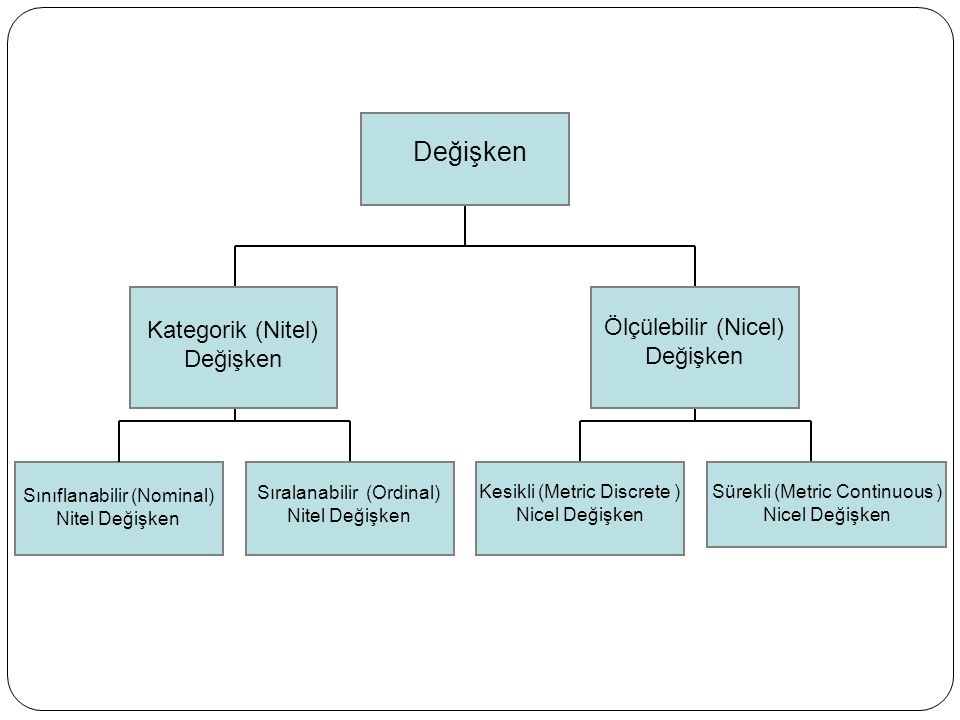 Değişken
Kategorik (Nitel)
Değişken
Ölçülebilir (Nicel)
Değişken
Sınıflanabilir (Nominal)
Nitel Değişken
Sıralanabilir (Ordinal)
Nitel Değişken
Kesikli (Metric Discrete )
Nicel Değişken
Sürekli (Metric Continuous )
Nicel Değişken